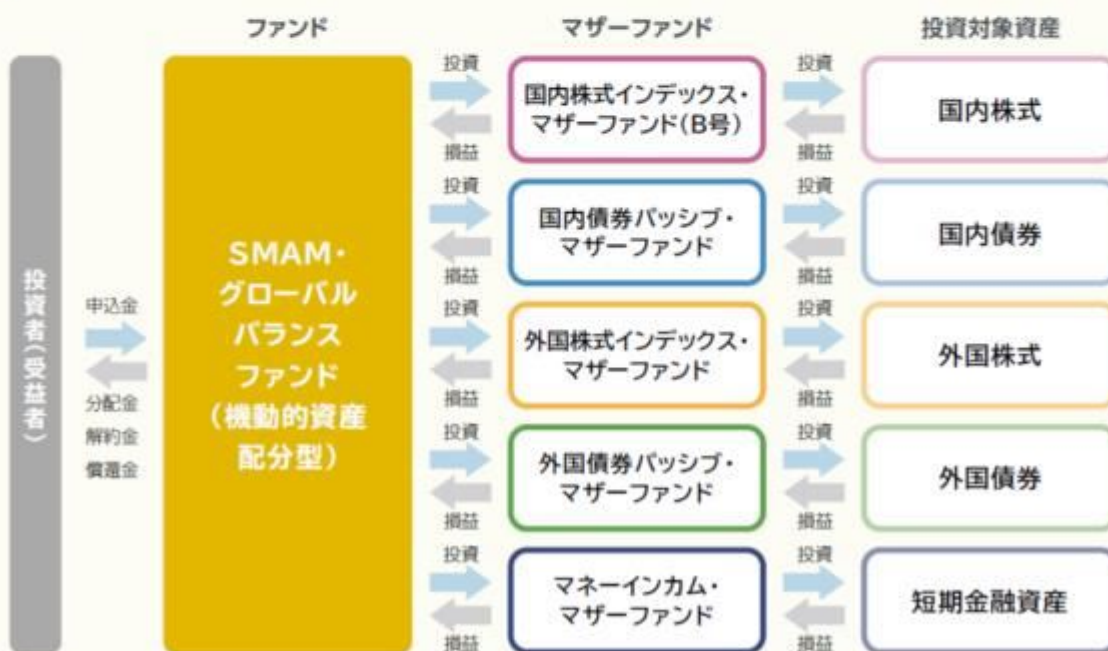 ファンド
マザーファンド
投資対象資産
投資者(受益者)
申込金
分配金
解約金
償還金
SMAM・
グローバル
バランス
ファンド
(機動的資産
配分型)
投資
損益
国内株式インデックス・
マザーファンド(B号)
投資
損益
国内株式
投資
損益
国内債券パッシブ・
マザーファンド
投資
損益
国内債券
投資
損益
外国株式インデックス・
マザーファンド
投資
損益
外国株式
投資
損益
外国債券パッシブ・
マザーファンド
投資
損益
外国債券
投資
損益
マネーインカム・
マザーファンド
投資
損益
短期金融資産